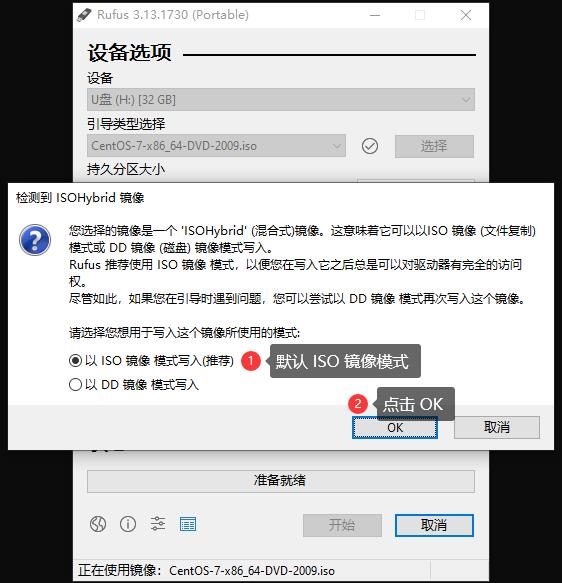 Rufus 3.13.1730 (Portable)
设备选项
设备
U盘 (H:) [32 GB]
引导类型选择
CentOS-7-x86_64-DVD-2009.iso
选择
持久分区大小
检测到 ISOHybrid 镜像
您选择的镜像是一个 'ISOHybrid' (混合式)镜像。这意味着它可以以ISO 镜像 (文件复制)
模式或 DD 镜像 (磁盘) 镜像模式写入。
Rufus 推荐使用 ISO 镜像 模式，以便您在写入它之后总是可以对驱动器有完全的访问
权。
尽管如此，如果您在引导时遇到问题，您可以尝试以 DD 镜像 模式再次写入这个镜像。
请选择您想用于写入这个镜像所使用的模式:
以 ISO 镜像 模式写入(推荐)
1 默认 ISO 镜像模式
以 DD 镜像 模式写入
2 点击 OK
OK
取消
准备就绪
开始
取消
正在使用镜像：CentOS-7-x86_64-DVD-2009.iso